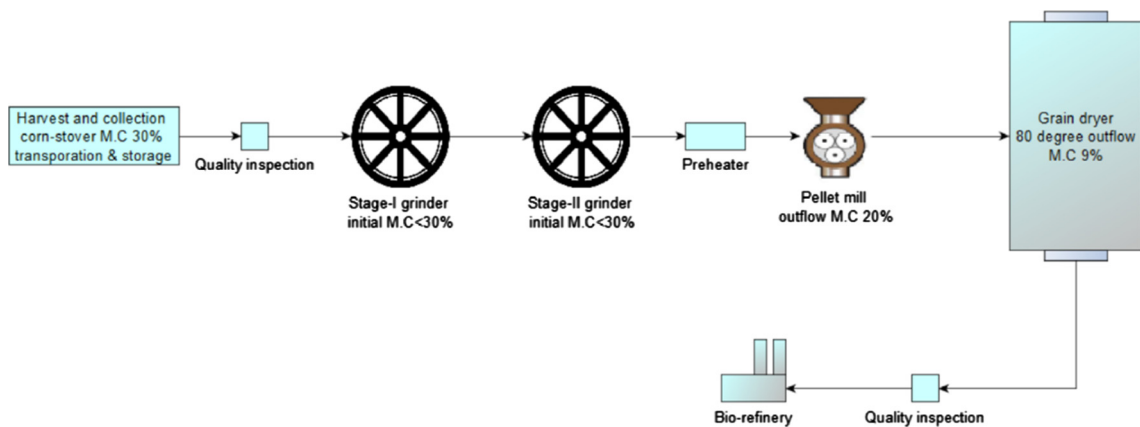 Harvest and collection
corn-stover M.C 30%
transporation & storage
Quality inspection
Stage-I grinder
initial M.C<30%
Stage-II grinder
initial M.C<30%
Preheater
Pellet mill
outflow M.C 20%
Grain dryer
80 degree outflow
M.C 9%
Bio-refinery
Quality inspection